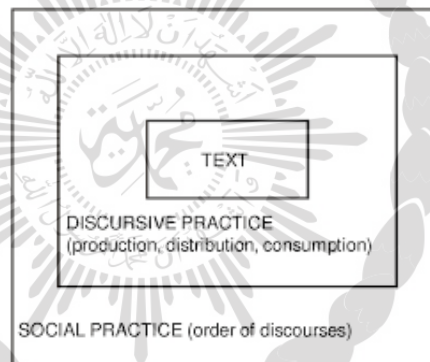 TEXT
DISCURSIVE PRACTICE
(production, distribution, consumption)
SOCIAL PRACTICE (order of discourses)